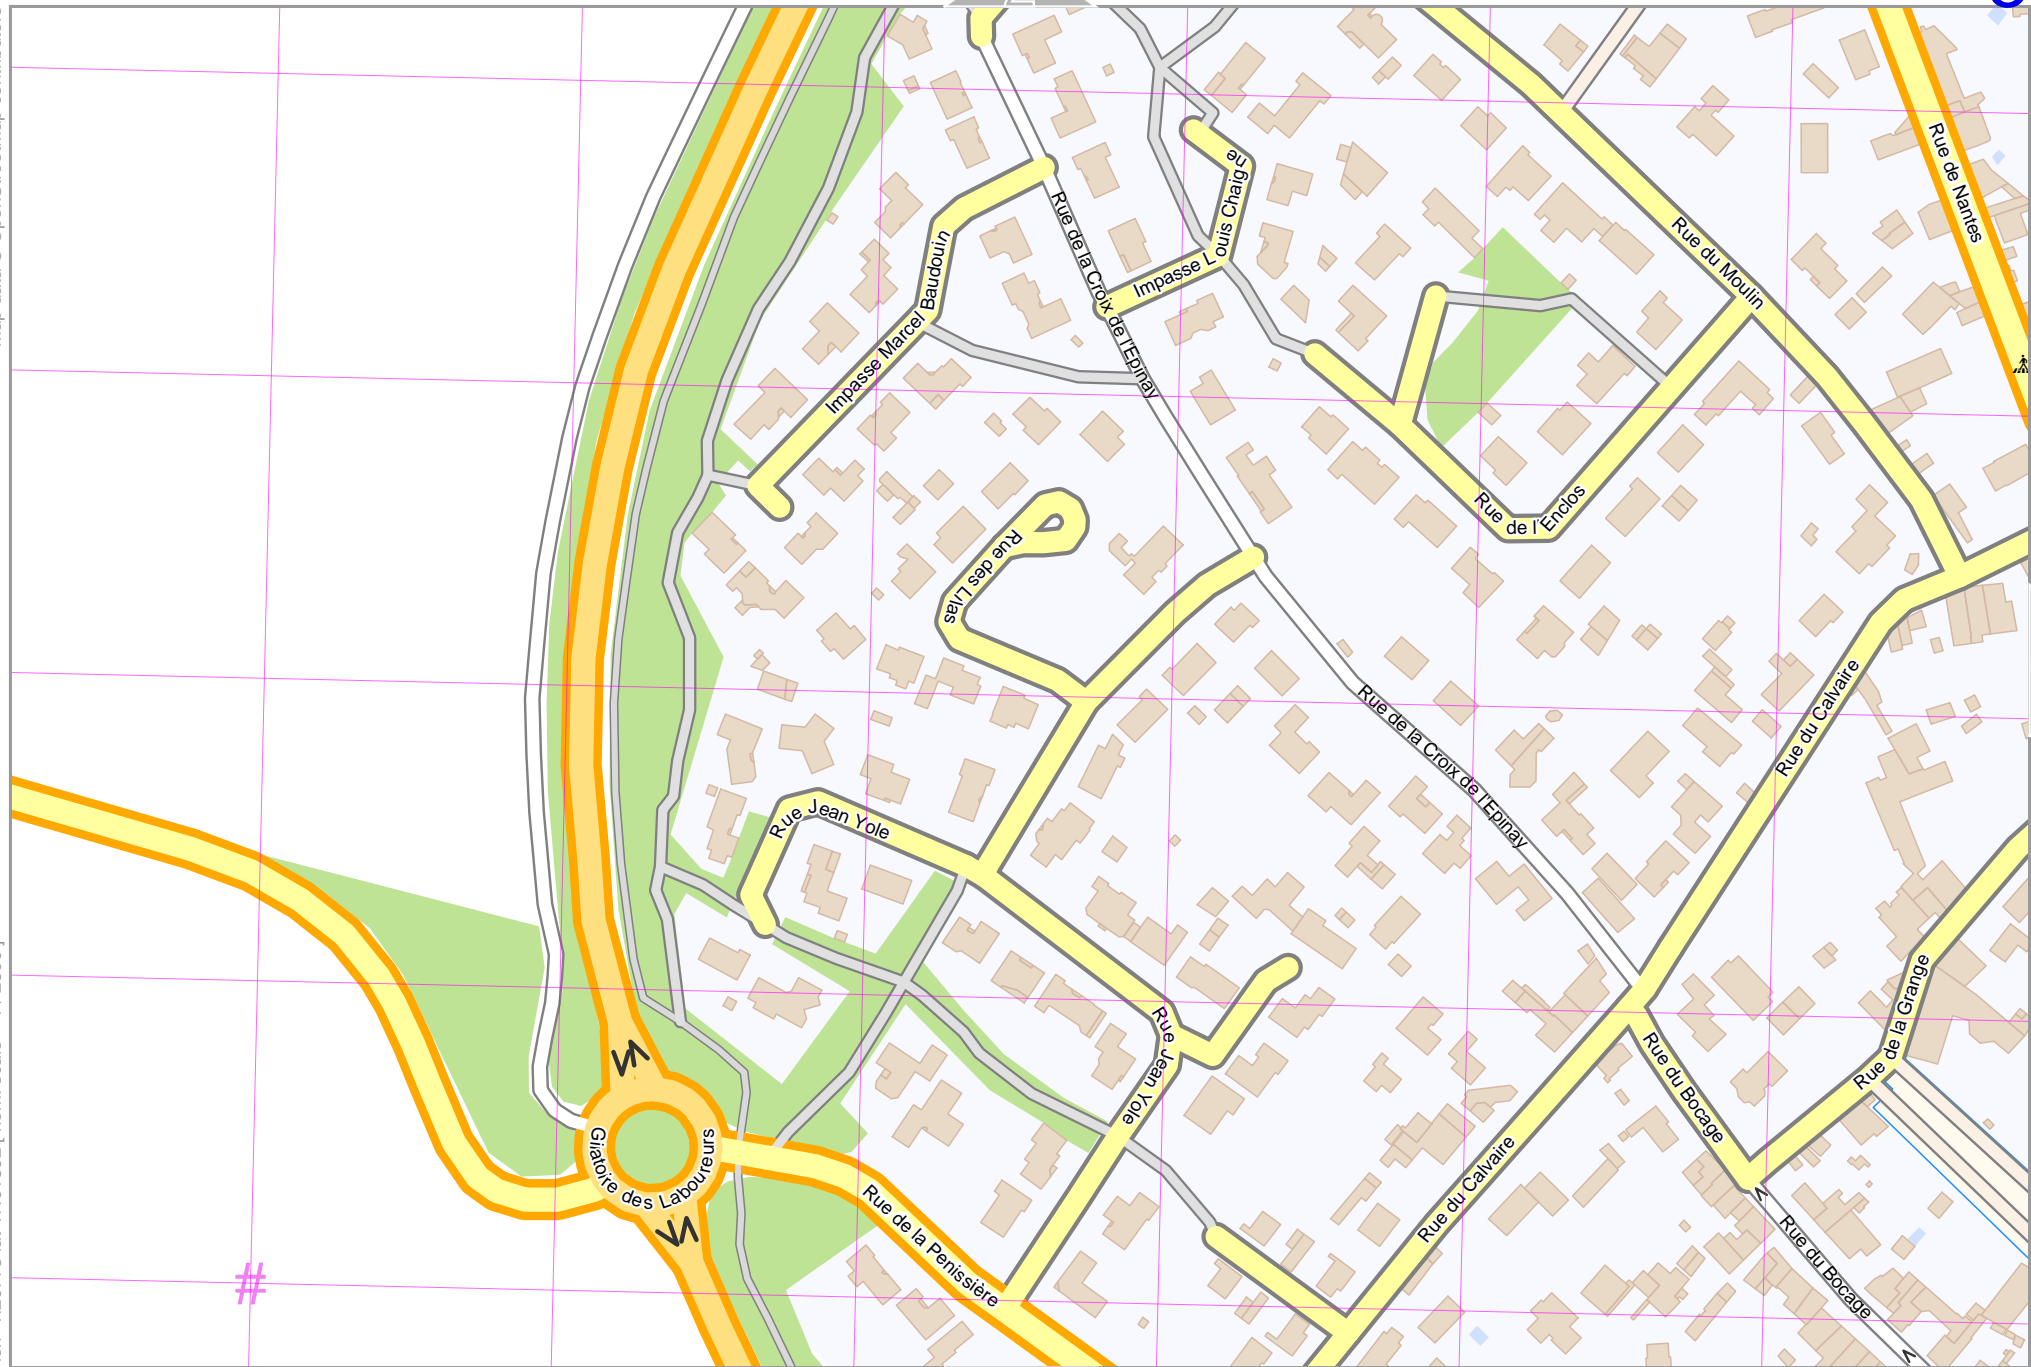 Rue de Nantes
Impasse Louis Chaigne
Rue de la Croix de l'Epinay
Rue du Moulin
Impasse Marcel Baudouin
Rue de l'Enclos
Rue des Lilas
Rue du Calvaire
Rue de la Croix de l'Epinay
Rue Jean Yole
Rue de la Grange
Rue Jean Yole
Rue du Bocage
Giratoire des Laboureurs
Rue du Calvaire
Rue de la Penissière
Rue du Bocage
#